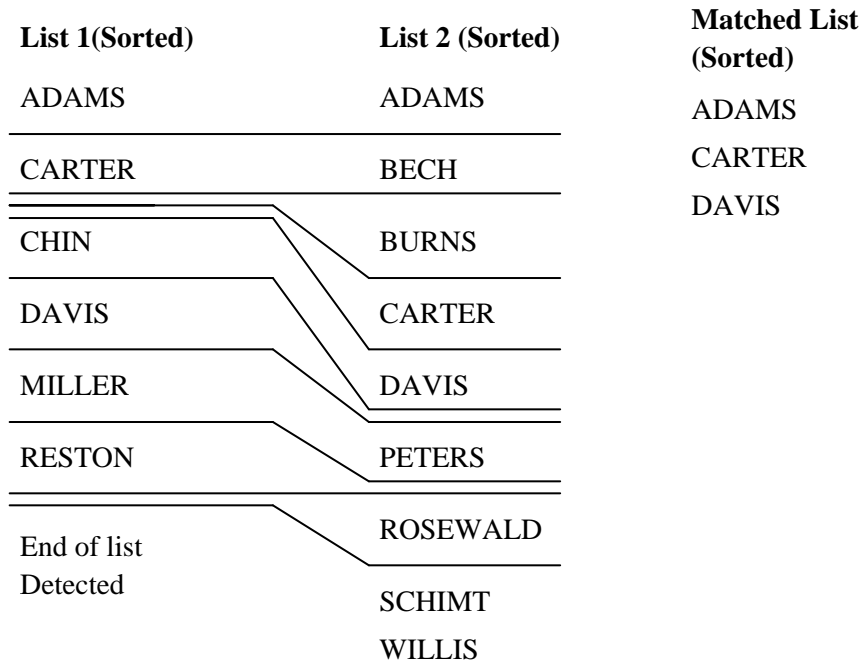 List 1(Sorted)
ADAMS
CARTER
CHIN
DAVIS
MILLER
RESTON
End of list
Detected
List 2 (Sorted)
ADAMS
BECH
BURNS
CARTER
DAVIS
PETERS
ROSEWALD
SCHIMT
WILLIS
Matched List
(Sorted)
ADAMS
CARTER
DAVIS